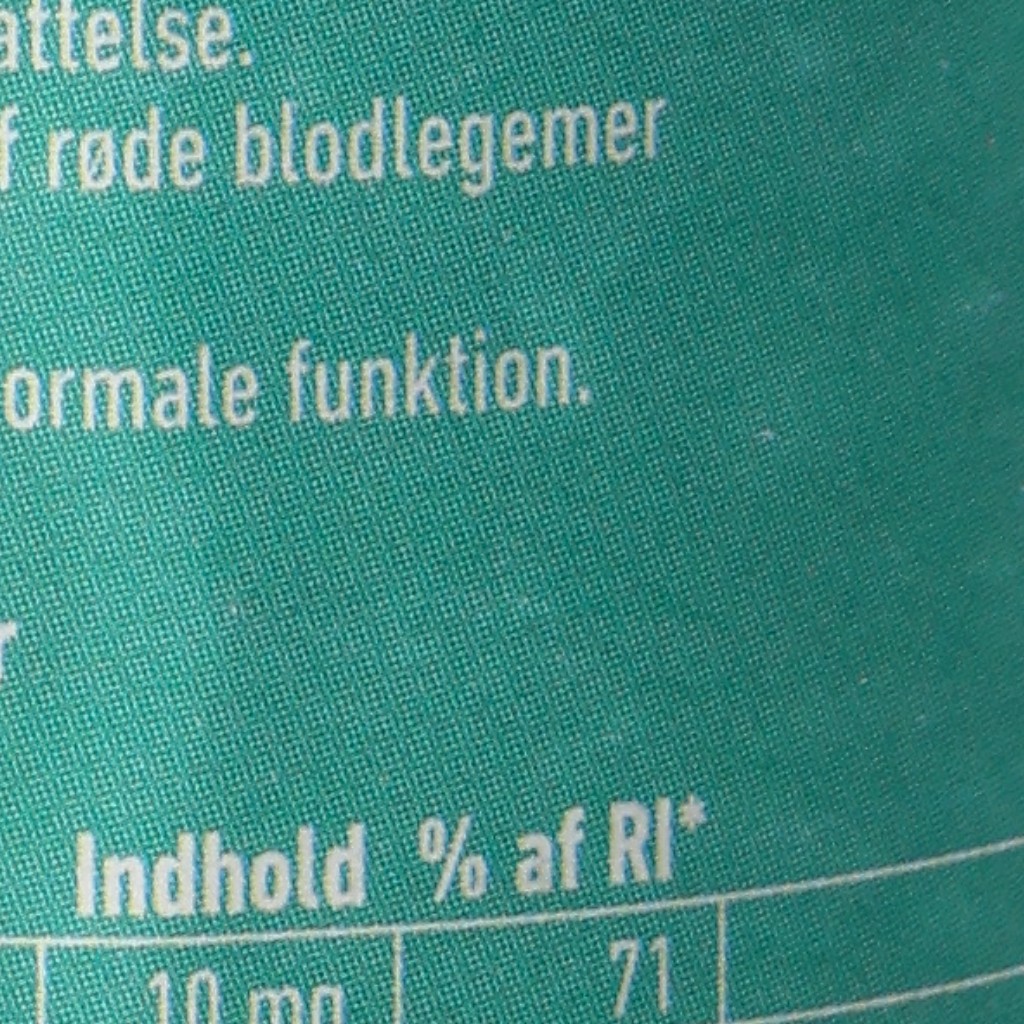 attelse.
f røde blodlegemer
ormale funktion.
r
Indhold % af RI*
10 mg 71